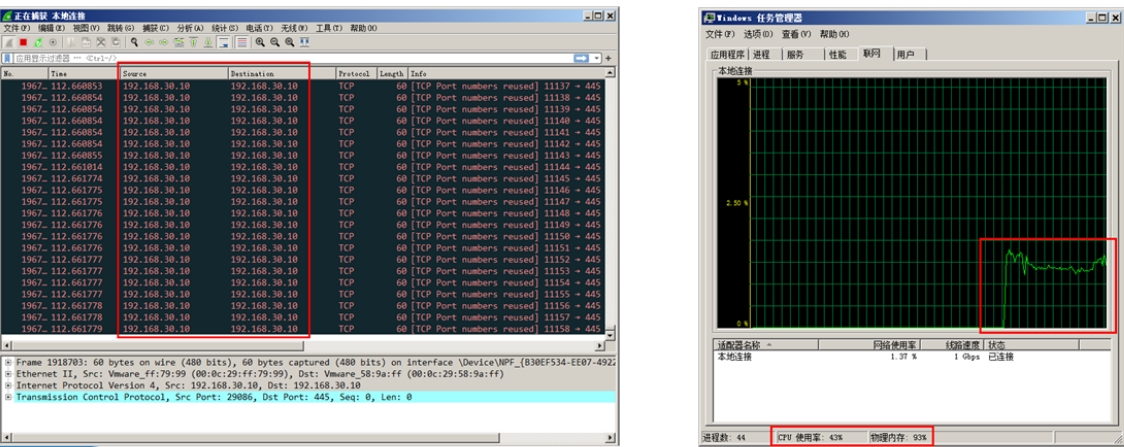 正在捕获 本地连接
文件(F) 编辑(E) 视图(V) 跳转(G) 捕获(C) 分析(A) 统计(S) 电话(Y) 无线(W) 工具(T) 帮助(H)
应用显示过滤器 … <Ctrl-/>
No. Time Source Destination Protocol Length Info
1967… 112.660853 192.168.30.10 192.168.30.10 TCP 60 [TCP Port numbers reused] 11137 → 445
1967… 112.660854 192.168.30.10 192.168.30.10 TCP 60 [TCP Port numbers reused] 11138 → 445
1967… 112.660854 192.168.30.10 192.168.30.10 TCP 60 [TCP Port numbers reused] 11139 → 445
1967… 112.660854 192.168.30.10 192.168.30.10 TCP 60 [TCP Port numbers reused] 11140 → 445
1967… 112.660854 192.168.30.10 192.168.30.10 TCP 60 [TCP Port numbers reused] 11141 → 445
1967… 112.660854 192.168.30.10 192.168.30.10 TCP 60 [TCP Port numbers reused] 11142 → 445
1967… 112.660855 192.168.30.10 192.168.30.10 TCP 60 [TCP Port numbers reused] 11143 → 445
1967… 112.661014 192.168.30.10 192.168.30.10 TCP 60 [TCP Port numbers reused] 11144 → 445
1967… 112.661774 192.168.30.10 192.168.30.10 TCP 60 [TCP Port numbers reused] 11145 → 445
1967… 112.661775 192.168.30.10 192.168.30.10 TCP 60 [TCP Port numbers reused] 11146 → 445
1967… 112.661775 192.168.30.10 192.168.30.10 TCP 60 [TCP Port numbers reused] 11147 → 445
1967… 112.661776 192.168.30.10 192.168.30.10 TCP 60 [TCP Port numbers reused] 11148 → 445
1967… 112.661776 192.168.30.10 192.168.30.10 TCP 60 [TCP Port numbers reused] 11149 → 445
1967… 112.661776 192.168.30.10 192.168.30.10 TCP 60 [TCP Port numbers reused] 11150 → 445
1967… 112.661776 192.168.30.10 192.168.30.10 TCP 60 [TCP Port numbers reused] 11151 → 445
1967… 112.661777 192.168.30.10 192.168.30.10 TCP 60 [TCP Port numbers reused] 11152 → 445
1967… 112.661777 192.168.30.10 192.168.30.10 TCP 60 [TCP Port numbers reused] 11153 → 445
1967… 112.661777 192.168.30.10 192.168.30.10 TCP 60 [TCP Port numbers reused] 11154 → 445
1967… 112.661777 192.168.30.10 192.168.30.10 TCP 60 [TCP Port numbers reused] 11155 → 445
1967… 112.661778 192.168.30.10 192.168.30.10 TCP 60 [TCP Port numbers reused] 11156 → 445
1967… 112.661778 192.168.30.10 192.168.30.10 TCP 60 [TCP Port numbers reused] 11157 → 445
1967… 112.661779 192.168.30.10 192.168.30.10 TCP 60 [TCP Port numbers reused] 11158 → 445
Frame 1918703: 60 bytes on wire (480 bits), 60 bytes captured (480 bits) on interface \Device\NPF_{B30EF534-EE07-4922
Ethernet II, Src: Vmware_ff:79:99 (00:0c:29:ff:79:99), Dst: Vmware_58:9a:ff (00:0c:29:58:9a:ff)
Internet Protocol Version 4, Src: 192.168.30.10, Dst: 192.168.30.10
Transmission Control Protocol, Src Port: 29086, Dst Port: 445, Seq: 0, Len: 0
Windows 任务管理器
文件(F) 选项(O) 查看(V) 帮助(H)
应用程序 进程 服务 性能 联网 用户
本地连接
5 %
2.50 %
0 %
适配器名称 网络使用率 线路速度 状态
本地连接 1.37 % 1 Gbps 已连接
进程数: 44 CPU 使用率: 43% 物理内存: 93%